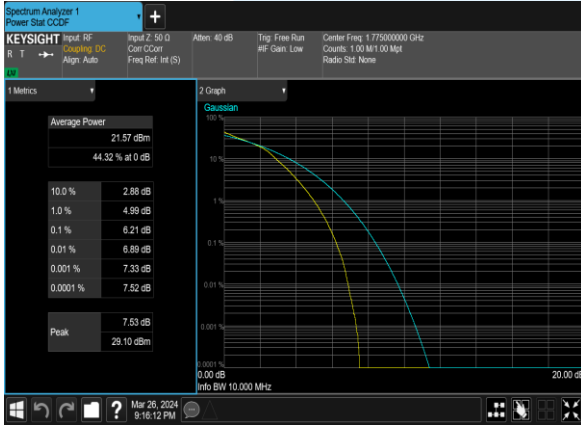 Spectrum Analyzer 1
Power Stat CCDF
+
KEYSIGHT
R T
LV
Input: RF
Coupling: DC
Align: Auto
Input Z: 50 Ω
Corr CCorr
Freq Ref: Int (S)
Atten: 40 dB
Trig: Free Run
#IF Gain: Low
Center Freq: 1.775000000 GHz
Counts: 1.00 M/1.00 Mpt
Radio Std: None
1 Metrics
Average Power
21.57 dBm
44.32 % at 0 dB
10.0 % 2.88 dB
1.0 % 4.99 dB
0.1 % 6.21 dB
0.01 % 6.89 dB
0.001 % 7.33 dB
0.0001 % 7.52 dB
Peak
7.53 dB
29.10 dBm
2 Graph
Gaussian
100 %
10 %
1 %
0.1 %
0.01 %
0.001 %
0.0001 %
0.00 dB
20.00 dB
Info BW 10.000 MHz
?
Mar 26, 2024
9:16:12 PM